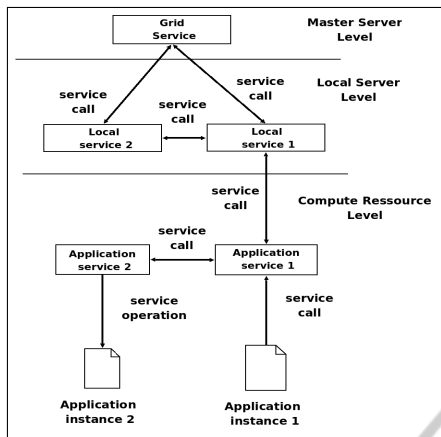 Grid
Service
Master Server
Level
service
call
service
call
service
call
Local Server
Level
Local
service 2
Local
service 1
service
call
Compute Ressource
Level
service
call
Application
service 2
Application
service 1
service
operation
service
call
Application
instance 2
Application
instance 1